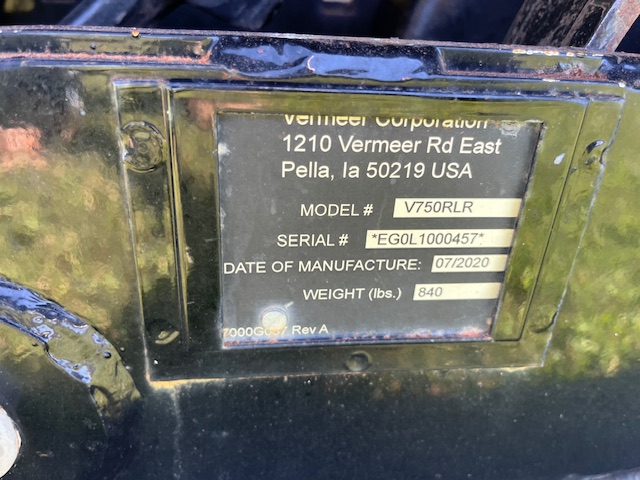 Vermeer Corporation
1210 Vermeer Rd East
Pella, Ia 50219 USA
MODEL # V750RLR
SERIAL # *EG0L1000457*
DATE OF MANUFACTURE: 07/2020
WEIGHT (lbs.) 840
Rev A